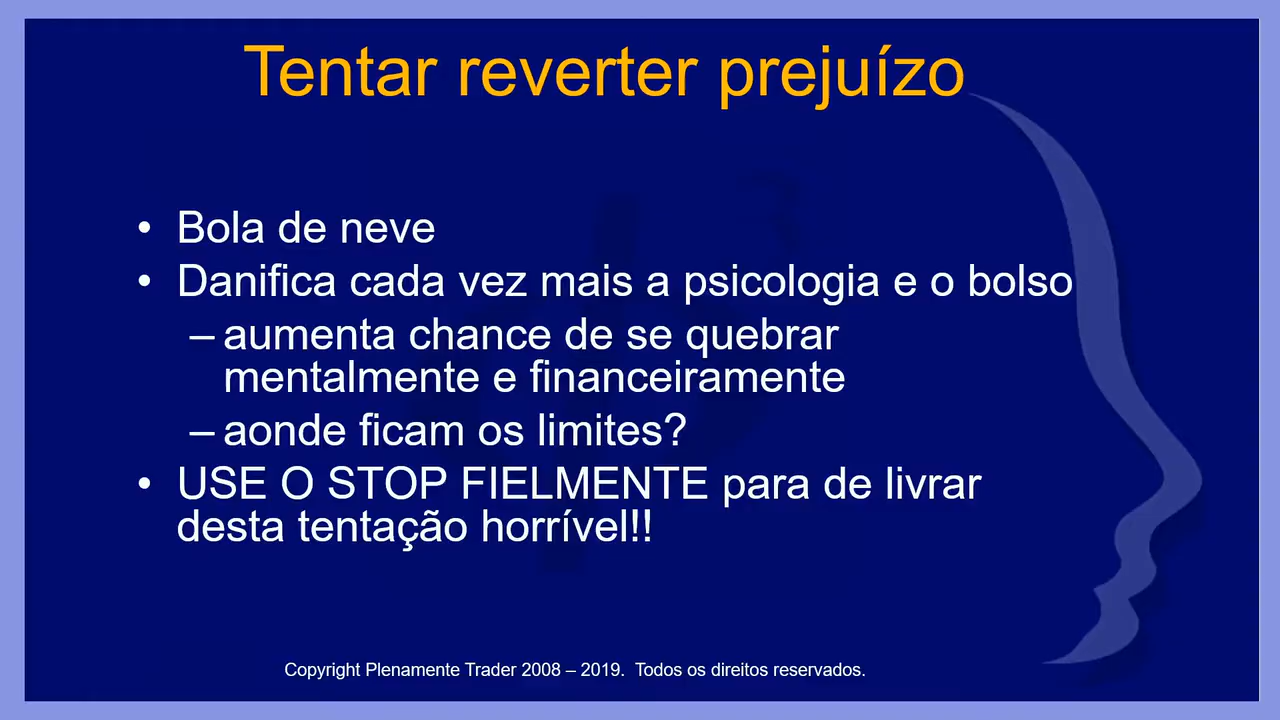 Tentar reverter prejuízo
• Bola de neve
• Danifica cada vez mais a psicologia e o bolso
– aumenta chance de se quebrar
mentalmente e financeiramente
– aonde ficam os limites?
• USE O STOP FIELMENTE para de livrar
desta tentação horrível!!
Copyright Plenamente Trader 2008 – 2019.  Todos os direitos reservados.